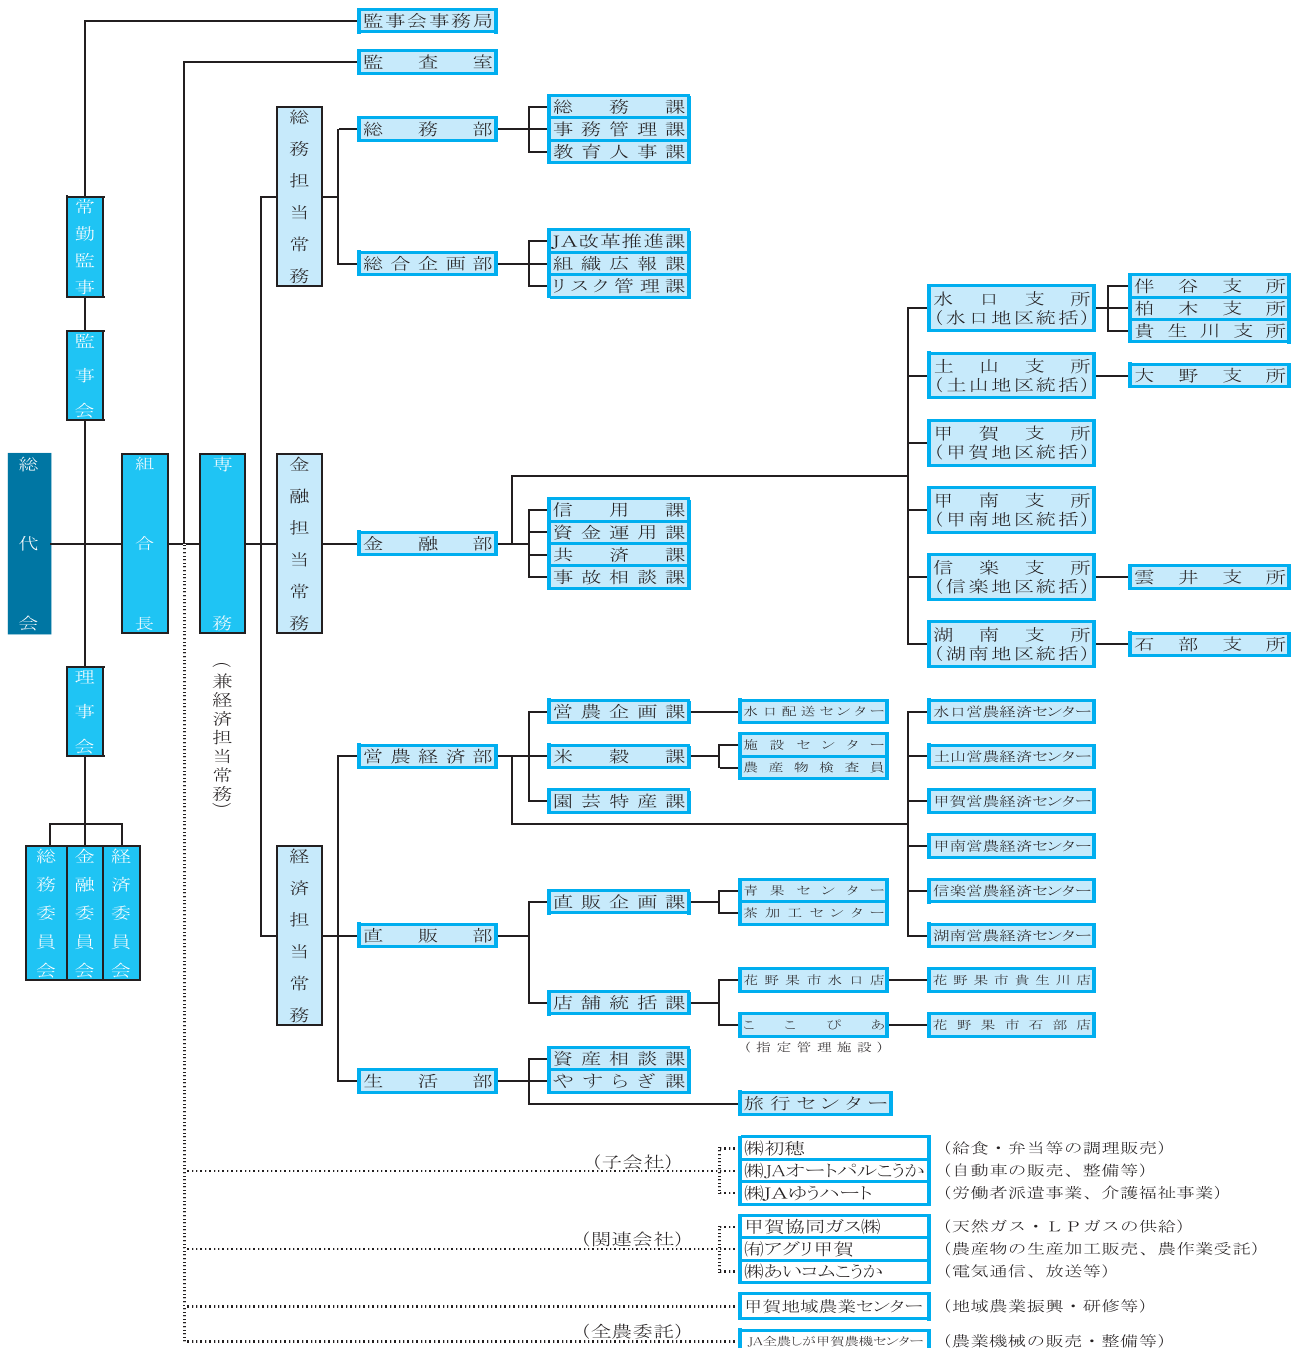 監事会事務局
監査室
総務担当常務
総務部
総務課
事務管理課
教育人事課
総合企画部
JA改革推進課
組織広報課
リスク管理課
常勤監事
監事会
総代会
組合長
専務
（兼経済担当常務）
理事会
総務委員会
金融委員会
経済委員会
金融担当常務
金融部
信用課
資金運用課
共済課
事故相談課
水口支所
（水口地区統括）
伴谷支所
柏木支所
貴生川支所
土山支所
（土山地区統括）
大野支所
甲賀支所
（甲賀地区統括）
甲南支所
（甲南地区統括）
信楽支所
（信楽地区統括）
雲井支所
湖南支所
（湖南地区統括）
石部支所
経済担当常務
営農経済部
営農企画課
水口配送センター
米穀課
施設センター
農産物検査員
園芸特産課
水口営農経済センター
土山営農経済センター
甲賀営農経済センター
甲南営農経済センター
信楽営農経済センター
湖南営農経済センター
直販部
直販企画課
青果センター
茶加工センター
店舗統括課
花野果市水口店
花野果市貴生川店
ここぴあ
（指定管理施設）
花野果市石部店
生活部
資産相談課
やすらぎ課
旅行センター
（子会社）
㈱初穂
（給食・弁当等の調理販売）
㈱JAオートパルこうか
（自動車の販売、整備等）
㈱JAゆうハート
（労働者派遣事業、介護福祉事業）
（関連会社）
甲賀協同ガス㈱
（天然ガス・ＬＰガスの供給）
㈲アグリ甲賀
（農産物の生産加工販売、農作業受託）
㈱あいコムこうか
（電気通信、放送等）
甲賀地域農業センター
（地域農業振興・研修等）
（全農委託）
JA全農しが甲賀農機センター
（農業機械の販売・整備等）